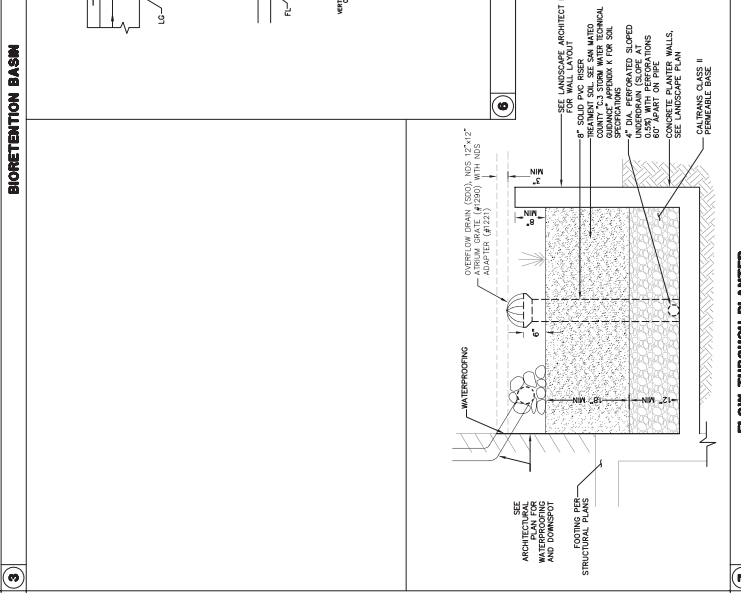 3
BIORETENTION BASIN
LG
FL
VERT
6
OVERFLOW DRAIN (SDO), NDS 12"x12"
ATRIUM GRATE (#1290) WITH NDS
ADAPTER (#1221)
WATERPROOFING
SEE
ARCHITECTURAL
PLAN FOR
WATERPROOFING
AND DOWNSPOT
FOOTING PER
STRUCTURAL PLANS
6"
8"
MIN
3"
MIN
18" MIN
12" MIN
SEE LANDSCAPE ARCHITECT
FOR WALL LAYOUT
8" SOLID PVC RISER
TREATMENT SOIL. SEE SAN MATEO
COUNTY "C.3 STORM WATER TECHNICAL
GUIDANCE" APPENDIX K FOR SOIL
SPECIFICATIONS
4" DIA. PERFORATED SLOPED
UNDERDRAIN (SLOPE AT
0.5%) WITH PERFORATIONS
60° APART ON PIPE
CONCRETE PLANTER WALLS,
SEE LANDSCAPE PLAN
CALTRANS CLASS II
PERMEABLE BASE
FLOW THROUGH PLANTER